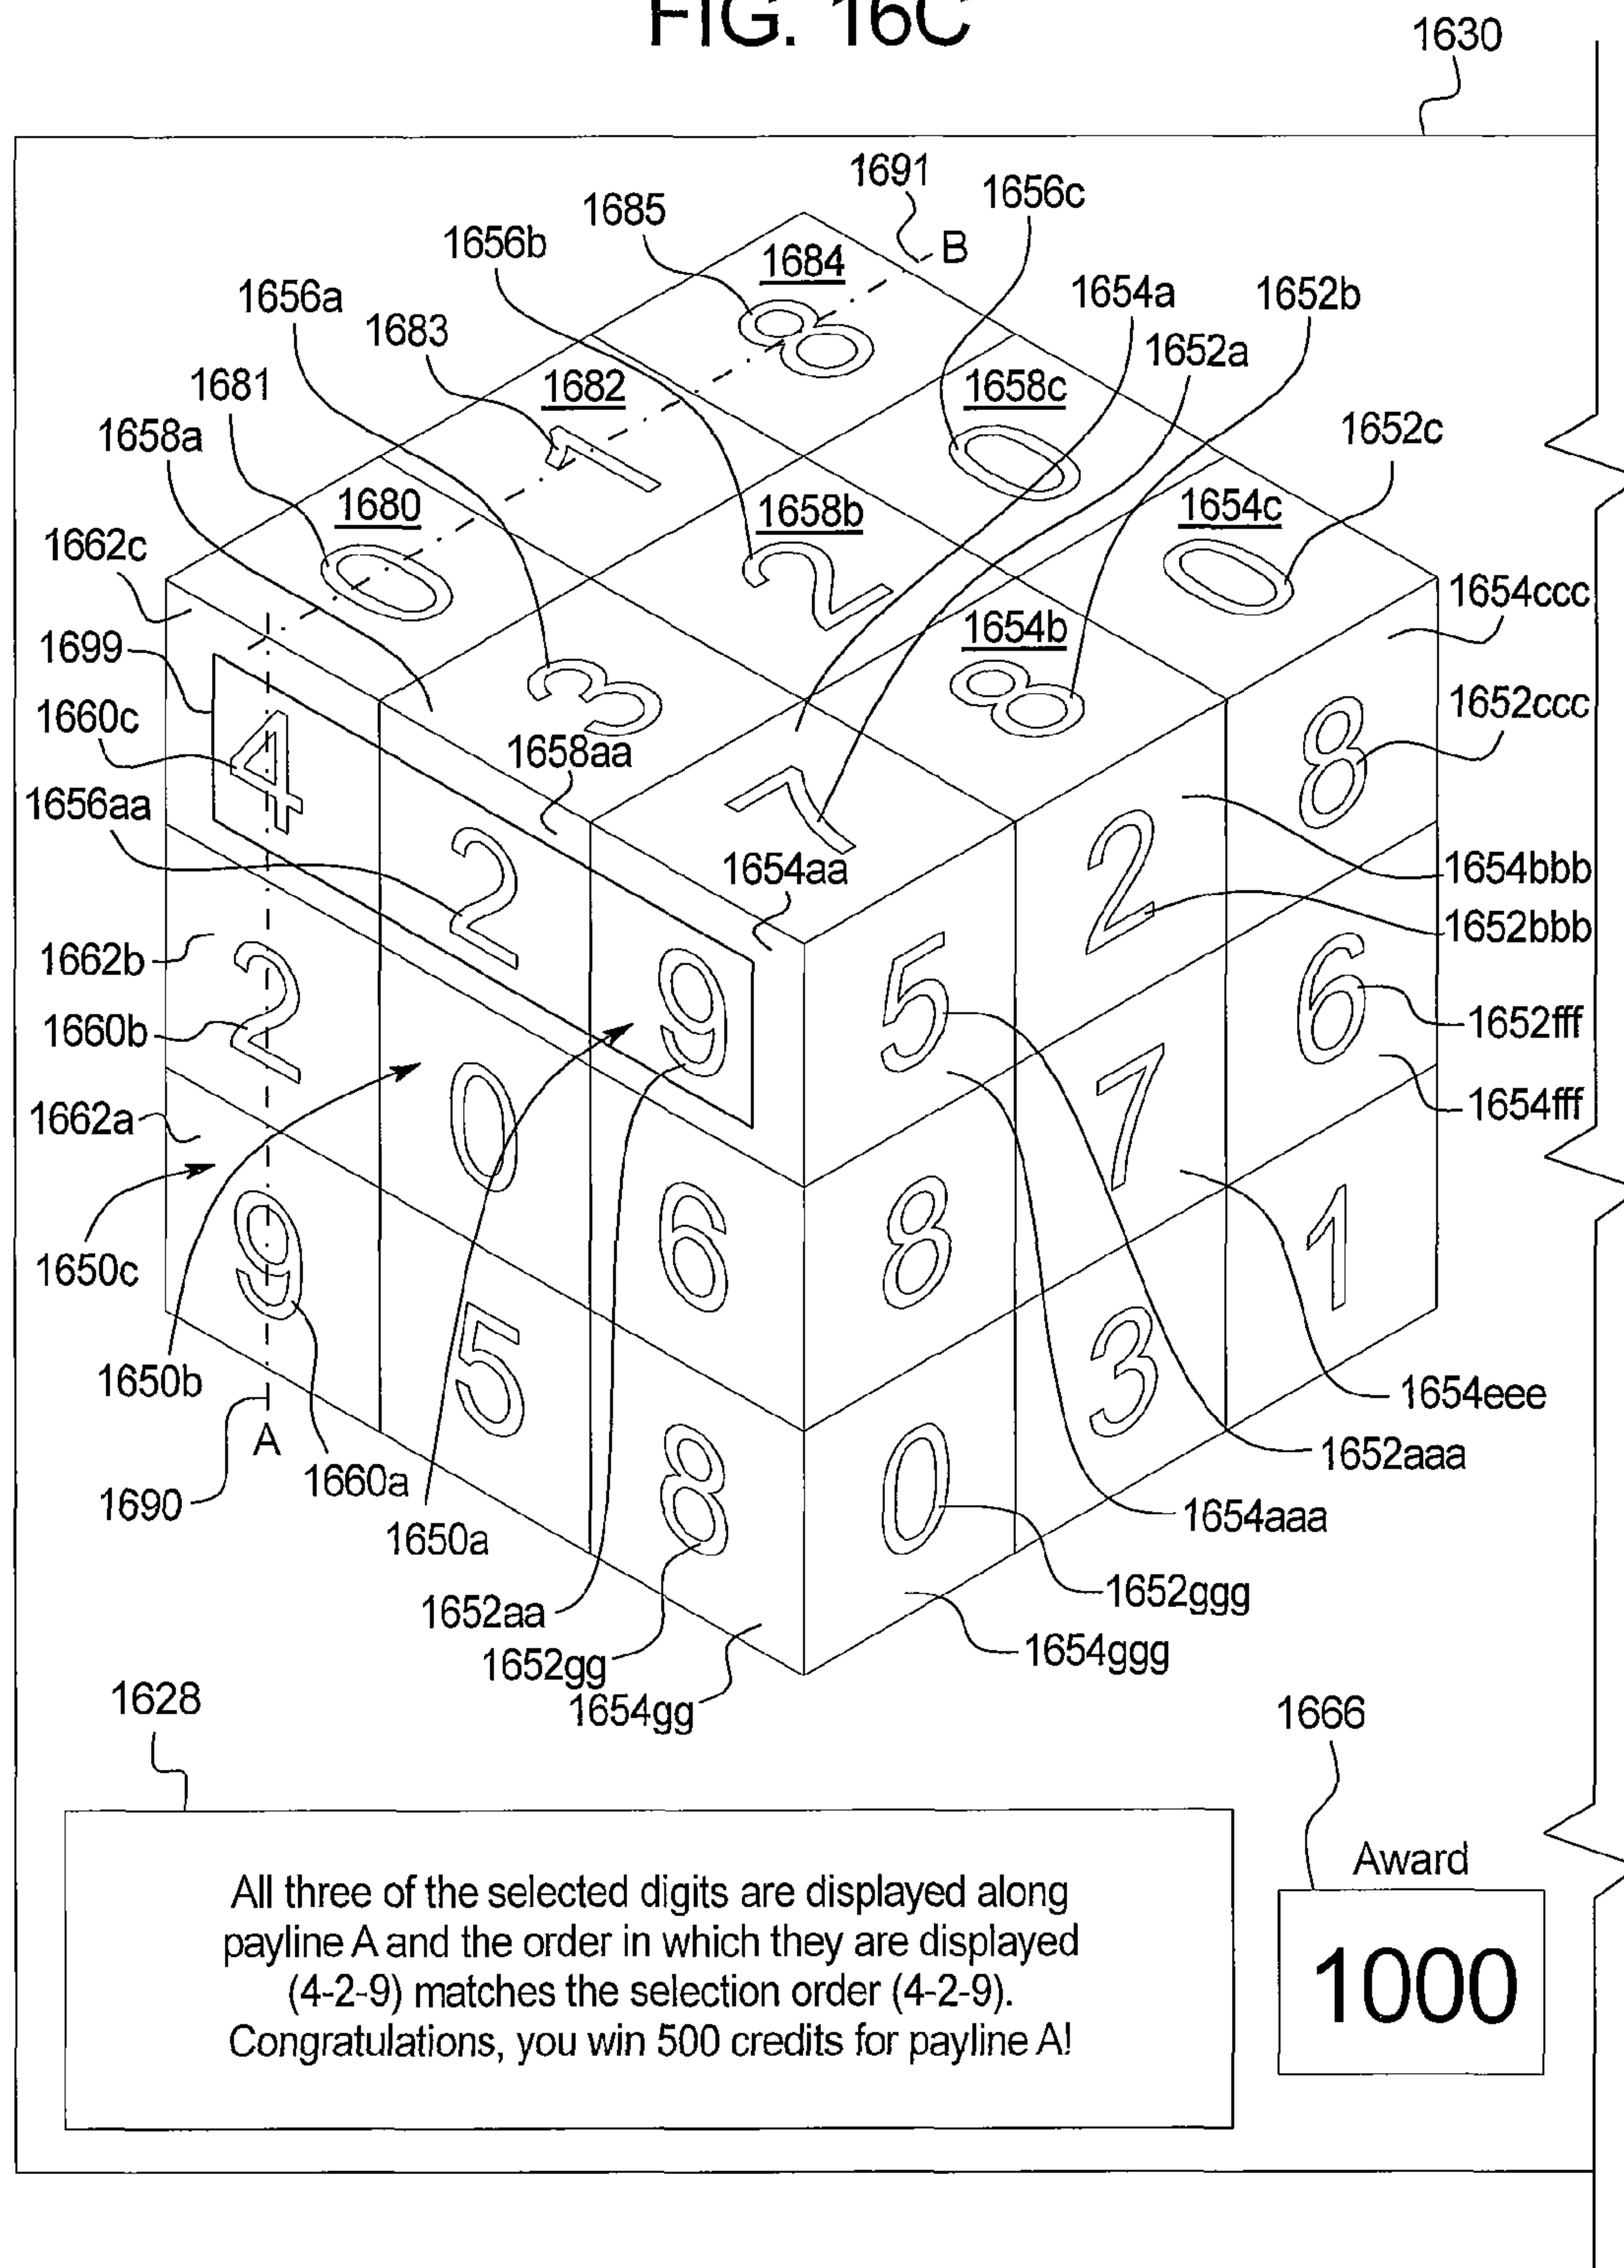 FIG. 16C
1630
1691
1656c
1685
B
1656b
1684
1654a
1652b
1656a
1683
1652a
1681
1682
1658c
1652c
1658a
8
1
0
1680
1658b
1654c
1662c
0
2
0
1654ccc
1699
1654b
1660c
3
8
8
1652ccc
1658aa
4
1656aa
2
7
2
1654aa
1654bbb
1652bbb
1662b
2
9
5
6
1652fff
1660b
1662a
0
7
1654fff
1650c
9
6
8
1
1650b
5
3
1654eee
A
1652aaa
1660a
8
0
1690
1650a
1654aaa
1652aa
1652ggg
1652gg
1654ggg
1654gg
1628
1666
Award
All three of the selected digits are displayed along
payline A and the order in which they are displayed
(4-2-9) matches the selection order (4-2-9).
Congratulations, you win 500 credits for payline A!
1000